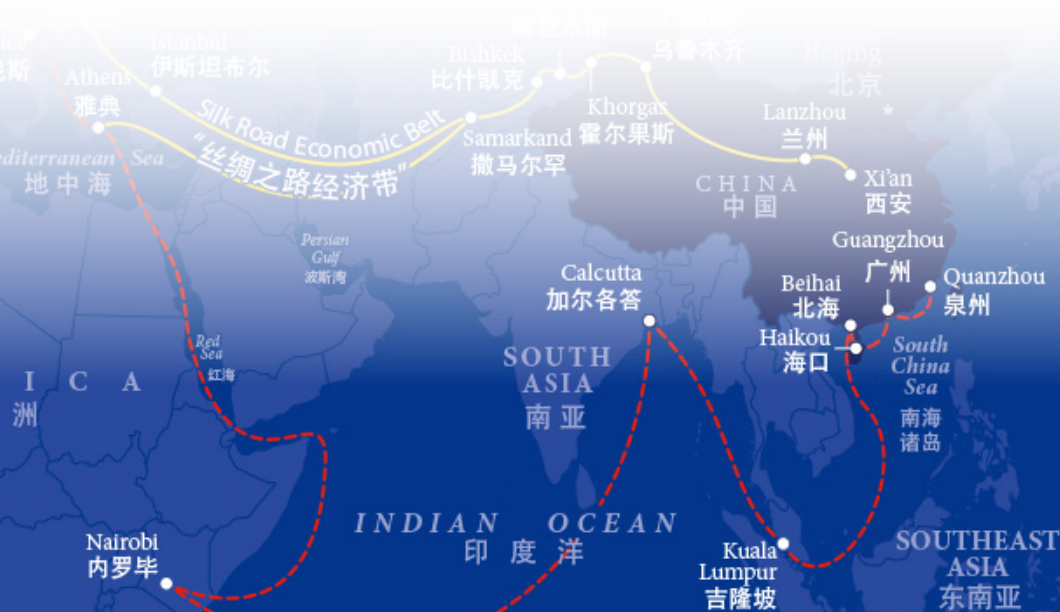 Istanbul
伊斯坦布尔
Athens
雅典
Silk Road Economic Belt
“丝绸之路经济带”
Bishkek
比什凯克
乌鲁木齐
Khorgas
霍尔果斯
Samarkand
撒马尔罕
Beijing
北京
Lanzhou
兰州
Xi'an
西安
CHINA
中国
Sea
地中海
Persian
Gulf
波斯湾
Guangzhou
广州
Quanzhou
泉州
Beihai
北海
Haikou
海口
Calcutta
加尔各答
Red
Sea
红海
SOUTH
ASIA
南亚
South
China
Sea
南海
诸岛
I C A
洲
INDIAN OCEAN
印度洋
Nairobi
内罗毕
Kuala
Lumpur
吉隆坡
SOUTHEAST
ASIA
东南亚